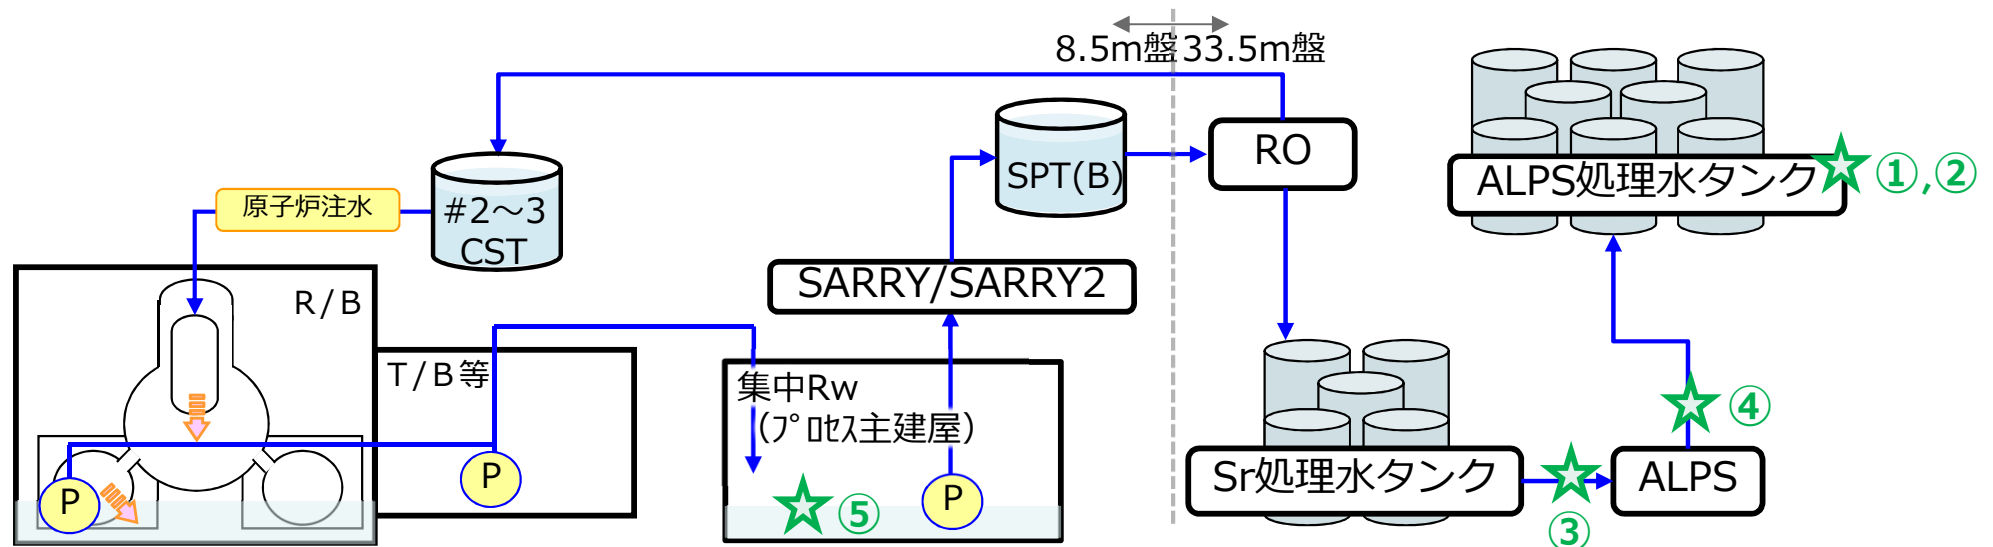 8.5m盤 33.5m盤
RO
SPT(B)
ALPS処理水タンク ①,②
原子炉注水
#2～3
CST
SARRY/SARRY2
R/B
T/B等
集中Rw
(ﾌﾟﾛｾｽ主建屋)
P
P
P
⑤
Sr処理水タンク
③
ALPS
④